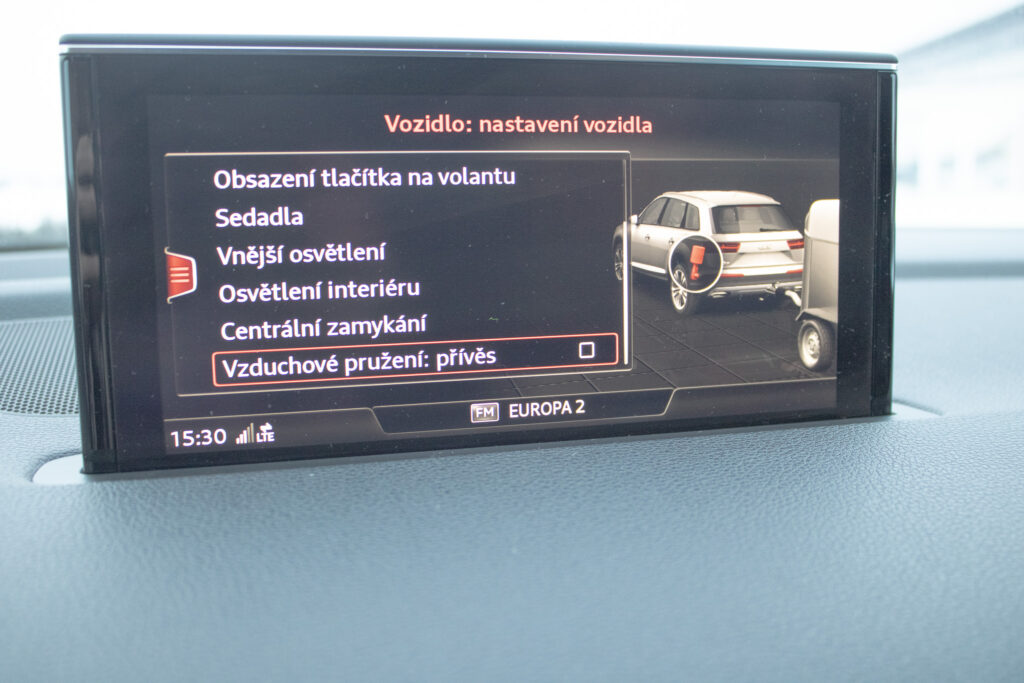 Vozidlo: nastavení vozidla
Obsazení tlačítka na volantu
Sedadla
Vnější osvětlení
Osvětlení interiéru
Centrální zamykání
Vzduchové pružení: přívěs
FM EUROPA 2
15:30 LTE